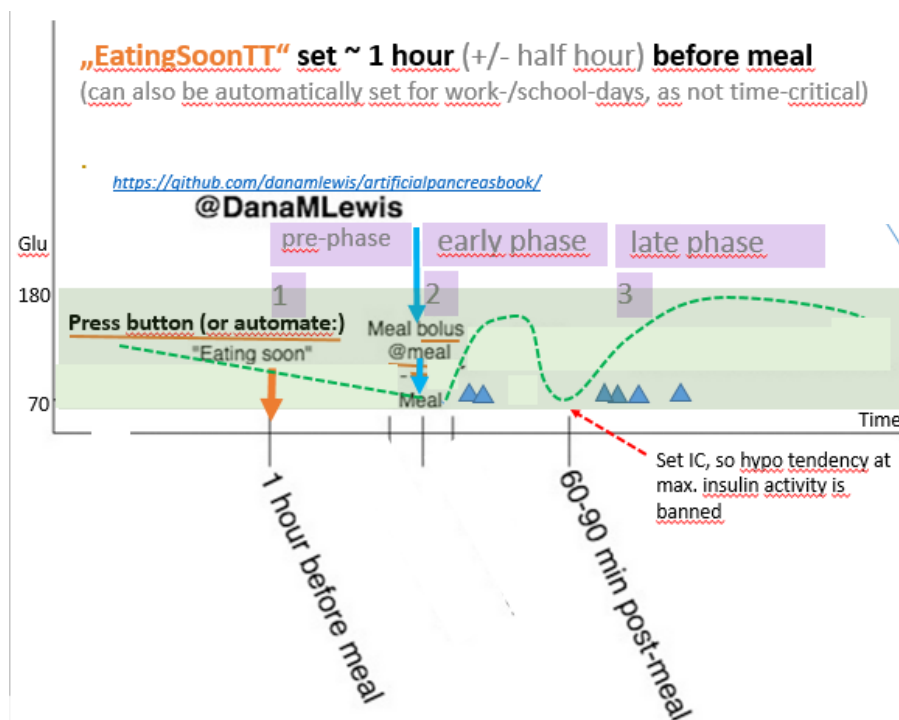 „EatingSoonTT“ set ~ 1 hour (+/- half hour) before meal
(can also be automatically set for work-/school-days, as not time-critical)
https://github.com/danamlewis/artificialpancreasbook/
@DanaMLewis
Glu
pre-phase
early phase
late phase
180
1
2
3
Press button (or automate:)
"Eating soon"
Meal bolus
@meal
Meal
70
Time
Set IC, so hypo tendency at
max. insulin activity is
banned
1 hour before meal
60-90 min post-meal